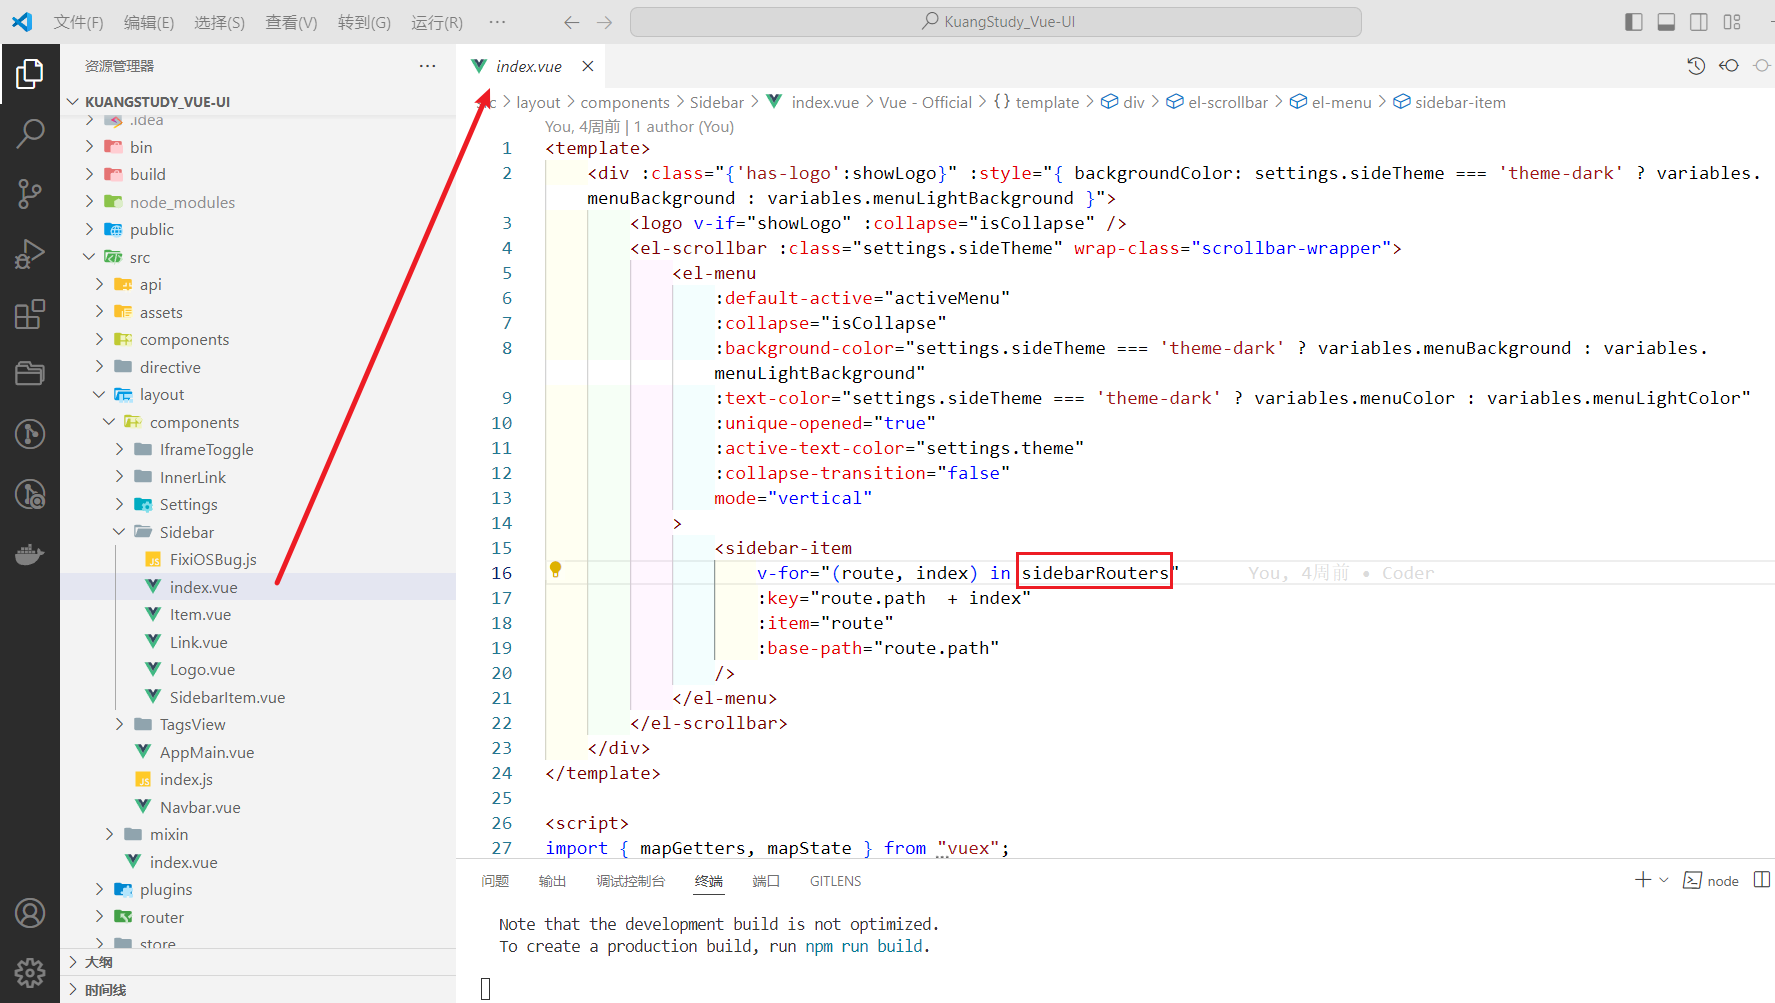 文件(F) 编辑(E) 选择(S) 查看(V) 转到(G) 运行(R) ··· KuangStudy_Vue-UI
资源管理器 ···
KUANGSTUDY_VUE-UI
.idea
bin
build
node_modules
public
src
api
assets
components
directive
layout
components
IframeToggle
InnerLink
Settings
Sidebar
FixiOSBug.js
index.vue
Item.vue
Link.vue
Logo.vue
SidebarItem.vue
TagsView
AppMain.vue
index.js
Navbar.vue
mixin
index.vue
plugins
router
store
大纲
时间线
index.vue
layout > components > Sidebar > index.vue > Vue - Official > {} template > div > el-scrollbar > el-menu > sidebar-item
You, 4周前 | 1 author (You)
1 <template>
2 <div :class="{'has-logo':showLogo}" :style="{ backgroundColor: settings.sideTheme === 'theme-dark' ? variables.
menuBackground : variables.menuLightBackground }">
3 <logo v-if="showLogo" :collapse="isCollapse" />
4 <el-scrollbar :class="settings.sideTheme" wrap-class="scrollbar-wrapper">
5 <el-menu
6 :default-active="activeMenu"
7 :collapse="isCollapse"
8 :background-color="settings.sideTheme === 'theme-dark' ? variables.menuBackground : variables.
menuLightBackground"
9 :text-color="settings.sideTheme === 'theme-dark' ? variables.menuColor : variables.menuLightColor"
10 :unique-opened="true"
11 :active-text-color="settings.theme"
12 :collapse-transition="false"
13 mode="vertical"
14 >
15 <sidebar-item
16 v-for="(route, index) in sidebarRouters" You, 4周前 • Coder
17 :key="route.path  + index"
18 :item="route"
19 :base-path="route.path"
20 />
21 </el-menu>
22 </el-scrollbar>
23 </div>
24 </template>
25
26 <script>
27 import { mapGetters, mapState } from "vuex";
问题 输出 调试控制台 终端 端口 GITLENS node
Note that the development build is not optimized.
To create a production build, run npm run build.